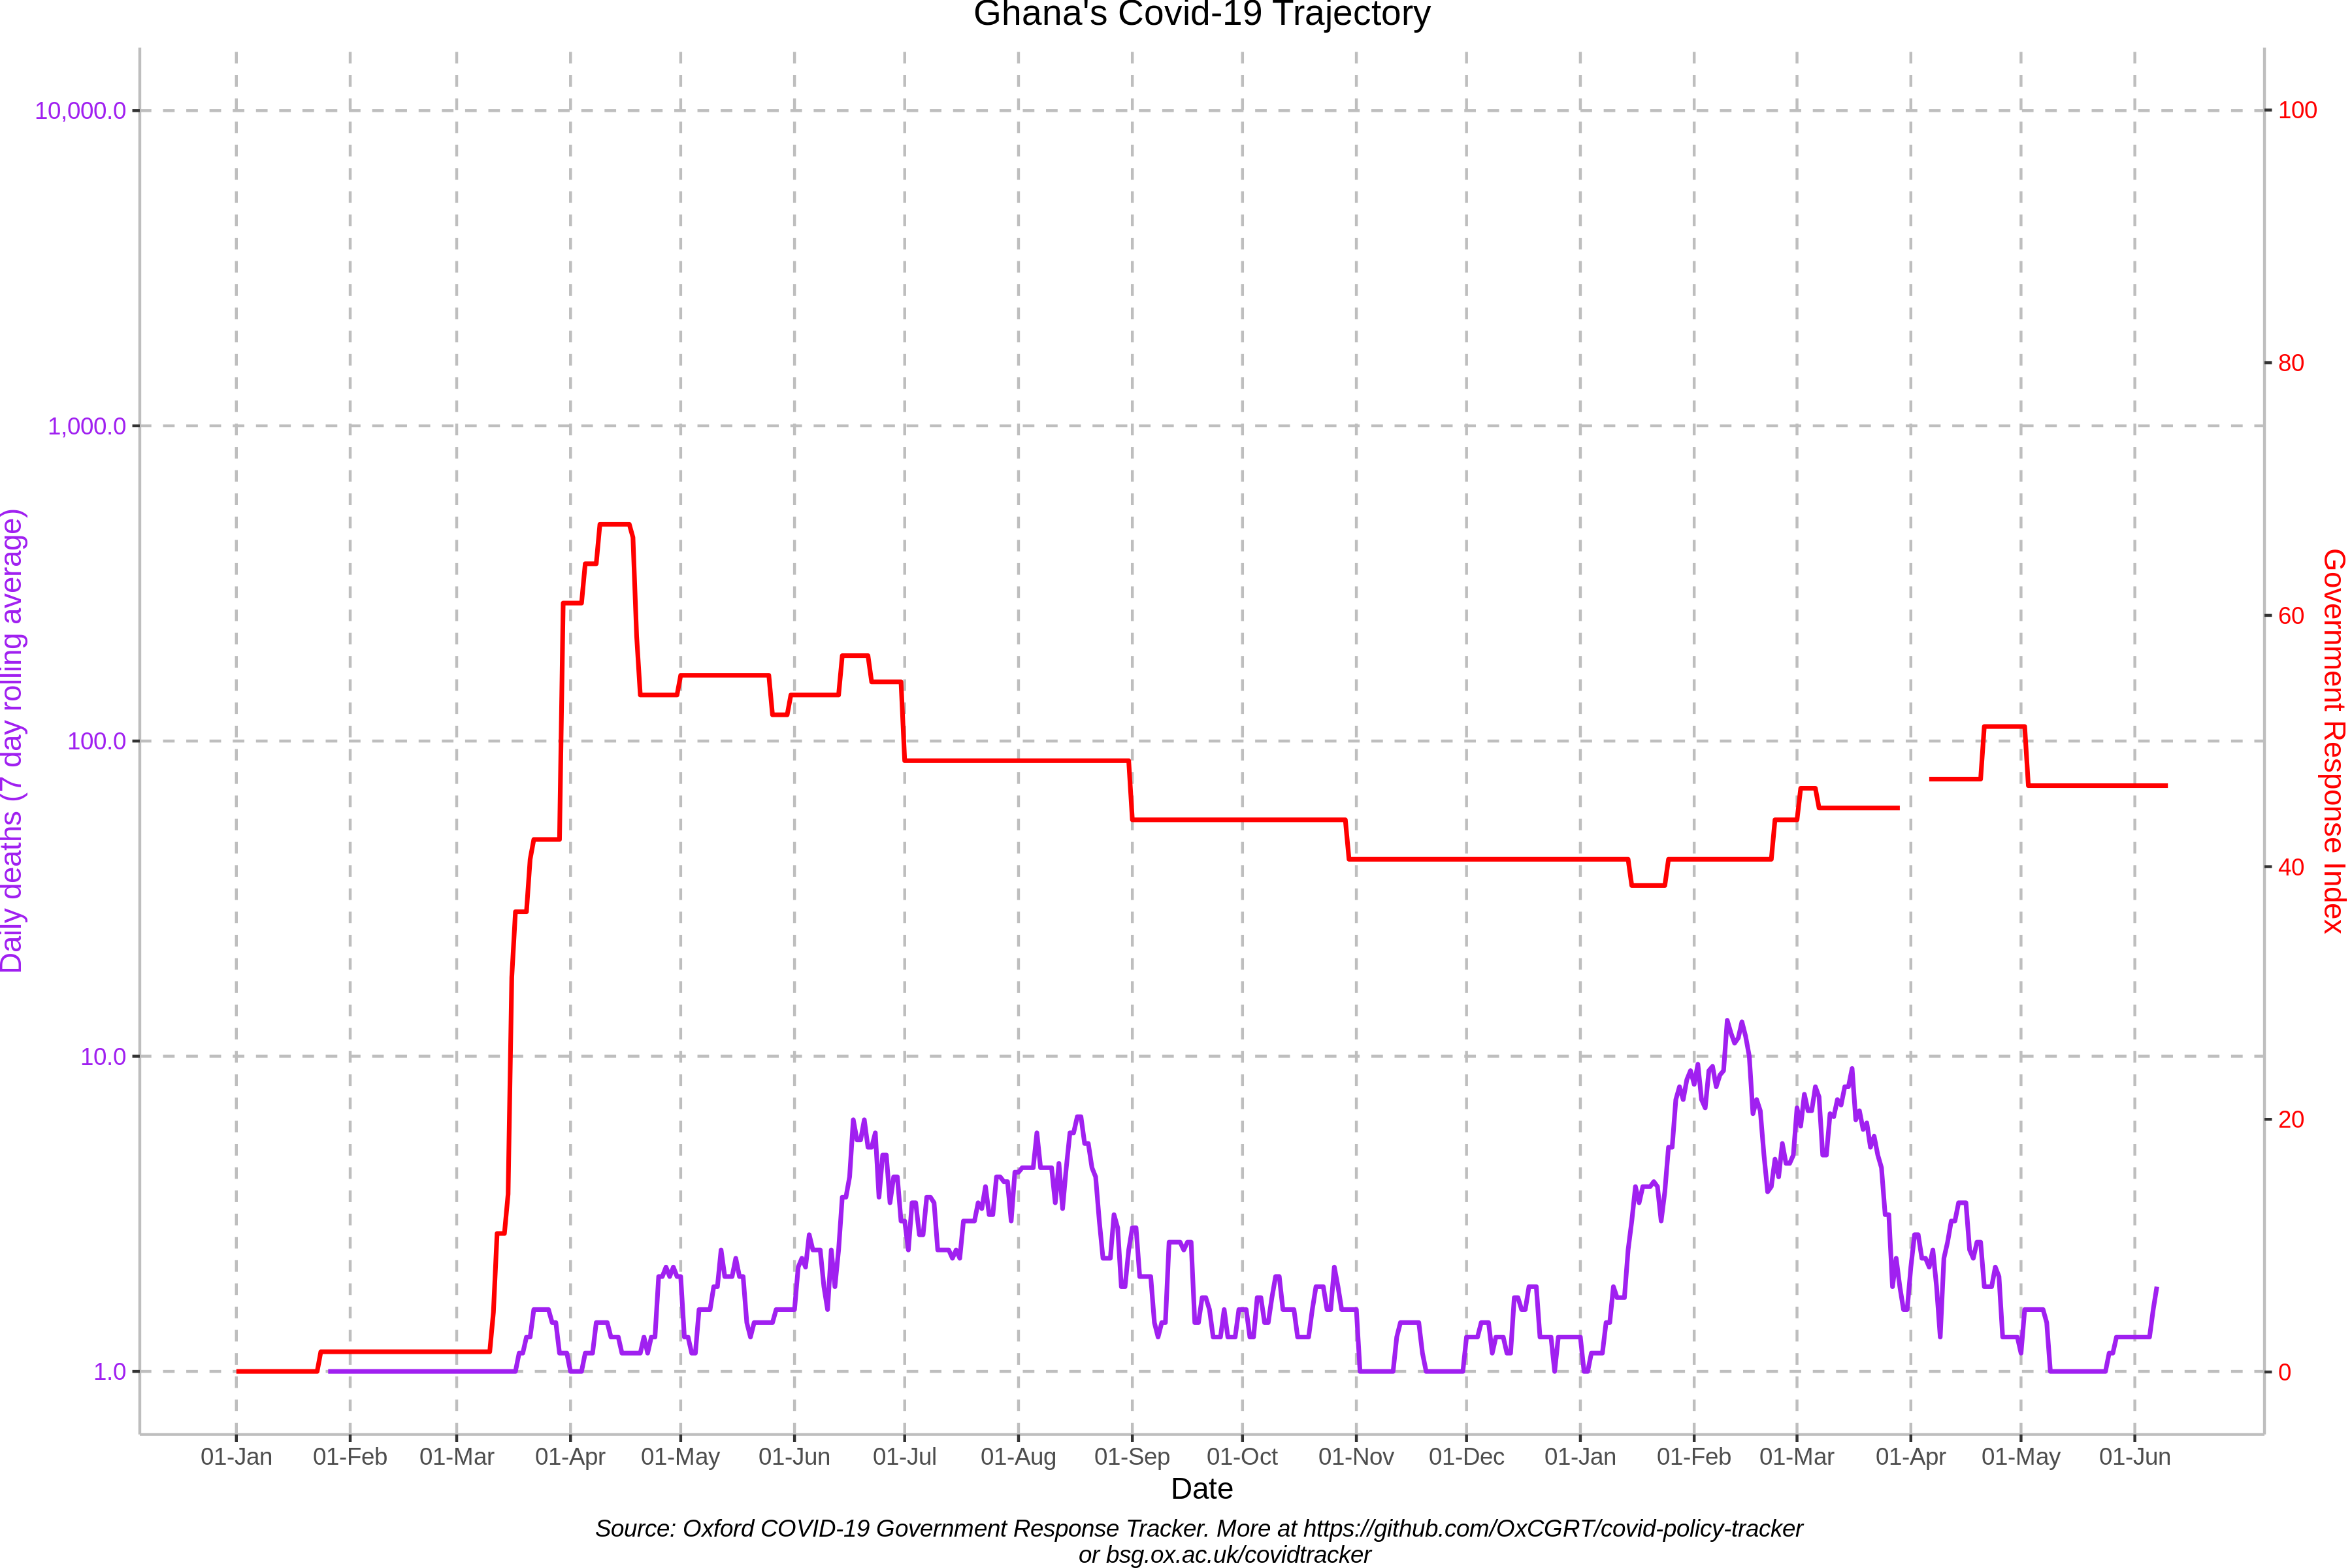 Ghana's Covid-19 Trajectory
10,000.0
1,000.0
100.0
10.0
1.0
Daily deaths (7 day rolling average)
100
80
60
40
20
0
Government Response Index
01-Jan 01-Feb 01-Mar 01-Apr 01-May 01-Jun 01-Jul 01-Aug 01-Sep 01-Oct 01-Nov 01-Dec 01-Jan 01-Feb 01-Mar 01-Apr 01-May 01-Jun
Date
Source: Oxford COVID-19 Government Response Tracker. More at https://github.com/OxCGRT/covid-policy-tracker
or bsg.ox.ac.uk/covidtracker